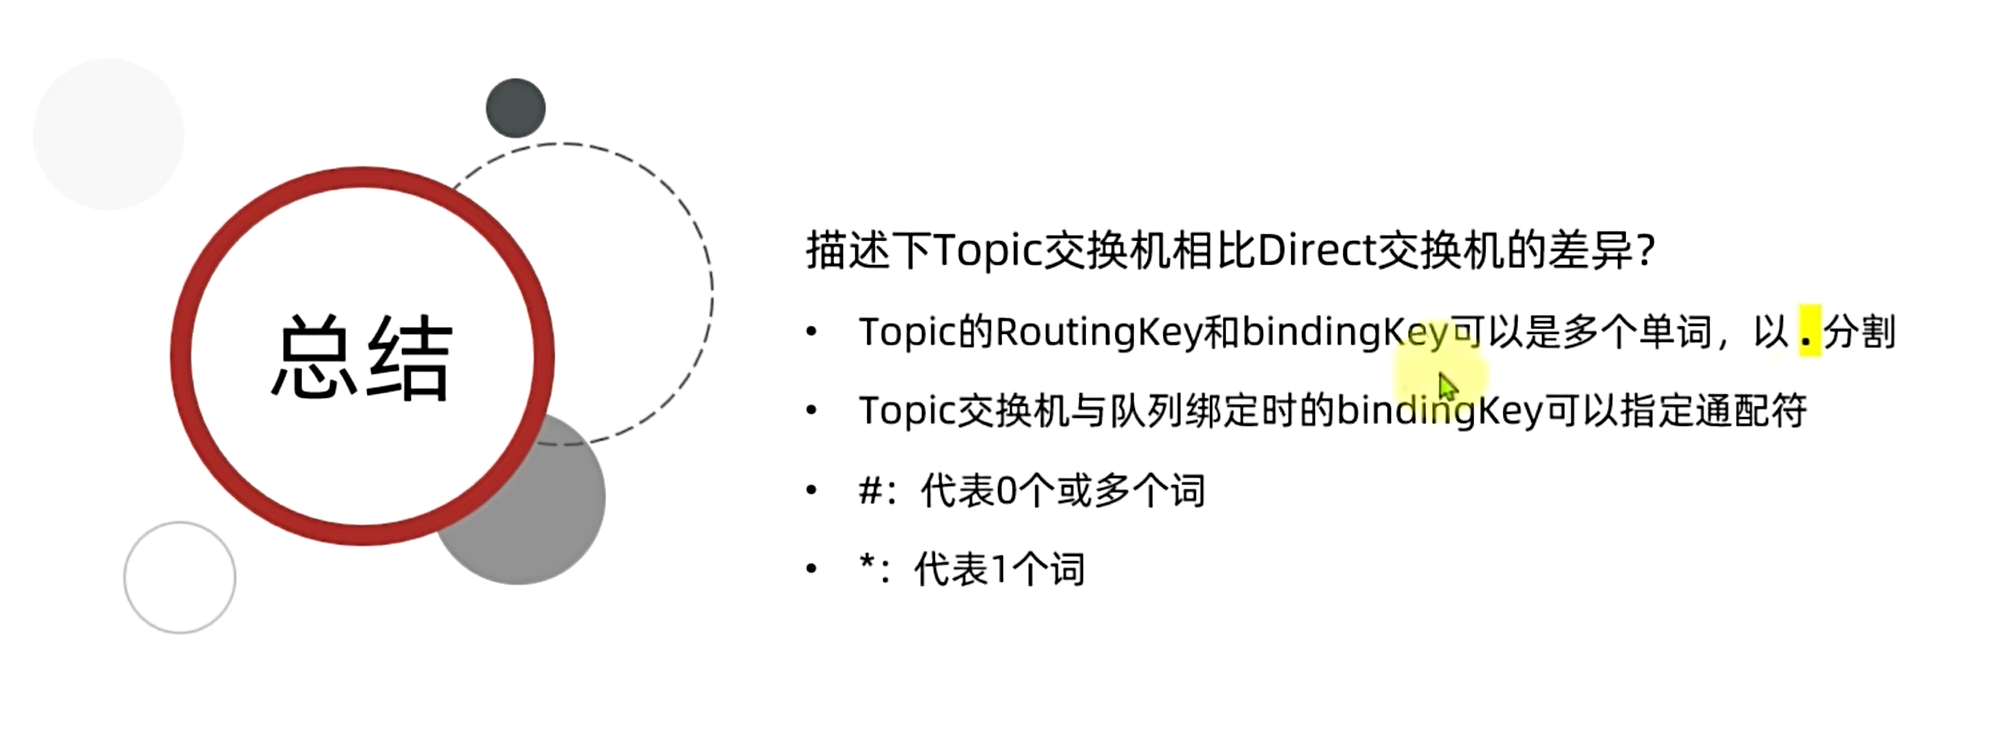 总结
描述下Topic交换机相比Direct交换机的差异？
• Topic的RoutingKey和bindingKey可以是多个单词，以 . 分割
• Topic交换机与队列绑定时的bindingKey可以指定通配符
• #：代表0个或多个词
• *：代表1个词